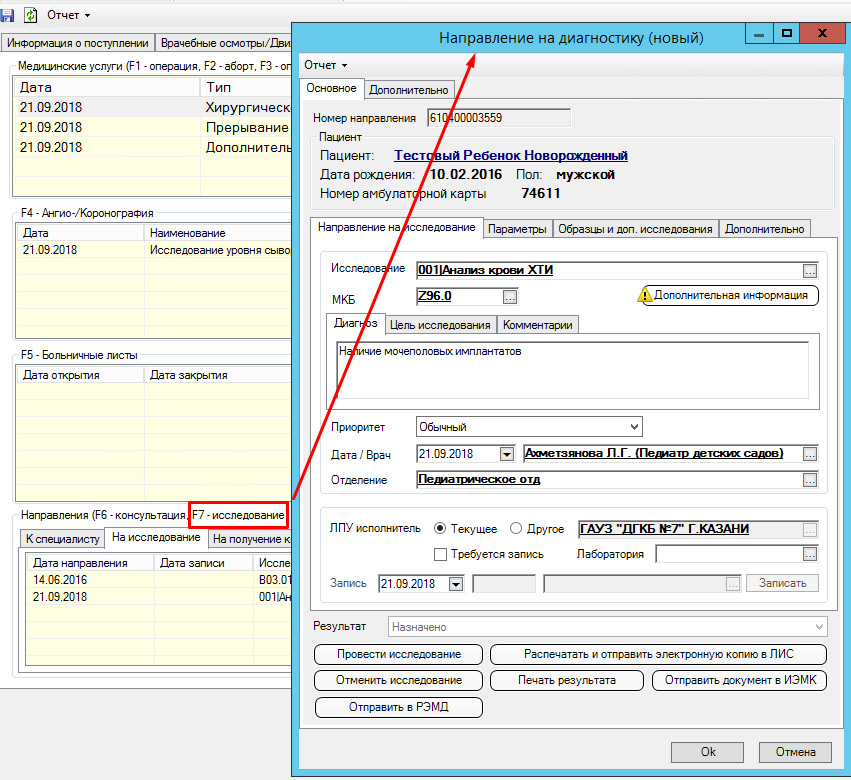 Отчет
Информация о поступлении
Врачебные осмотры/Дви
Медицинские услуги (F1 - операция, F2 - аборт, F3 - оп
Дата Тип
21.09.2018 Хирургическ
21.09.2018 Прерывание
21.09.2018 Дополнитель
F4 - Ангио-/Коронография
Дата Наименование
21.09.2018 Исследование уровня сыво
F5 - Больничные листы
Дата открытия Дата закрытия
Направления (F6 - консультация, F7 - исследование
К специалисту На исследование На получение к
Дата направления Дата записи Иссле
14.06.2016 B03.01
21.09.2018 001|Ан
Направление на диагностику (новый)
Отчет
Основное Дополнительно
Номер направления 610400003559
Пациент
Пациент: Тестовый Ребенок Новорожденный
Дата рождения: 10.02.2016 Пол: мужской
Номер амбулаторной карты 74611
Направление на исследование Параметры Образцы и доп. исследования Дополнительно
Исследование 001|Анализ крови ХТИ ...
МКБ Z96.0 ... Дополнительная информация
Диагноз Цель исследования Комментарии
Наличие мочеполовых имплантатов
Приоритет Обычный
Дата / Врач 21.09.2018 Ахметзянова Л.Г. (Педиатр детских садов) ...
Отделение Педиатрическое отд ...
ЛПУ исполнитель Текущее Другое ГАУЗ "ДГКБ №7" Г.КАЗАНИ ...
Требуется запись Лаборатория ...
Запись 21.09.2018 ... Записать
Результат Назначено
Провести исследование Распечатать и отправить электронную копию в ЛИС
Отменить исследование Печать результата Отправить документ в ИЭМК
Отправить в РЭМД
Ok Отмена